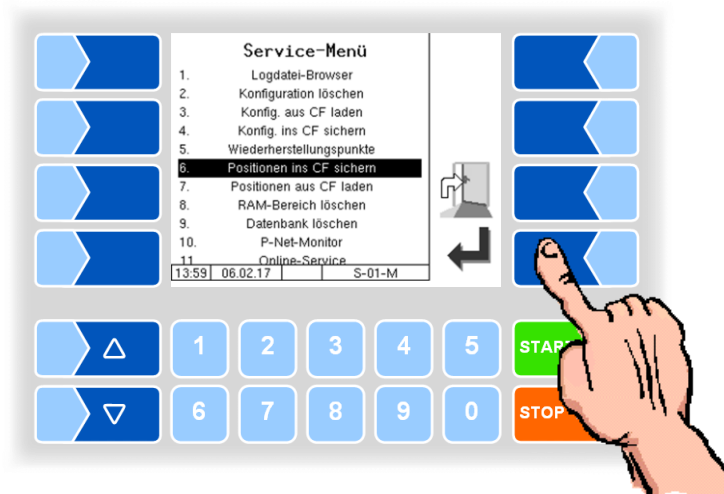 Service-Menü
1. Logdatei-Browser
2. Konfiguration löschen
3. Konfig. aus CF laden
4. Konfig. ins CF sichern
5. Wiederherstellungspunkte
6. Positionen ins CF sichern
7. Positionen aus CF laden
8. RAM-Bereich löschen
9. Datenbank löschen
10. P-Net-Monitor
11 Online-Service
13:59 06.02.17 S-01-M
1 2 3 4 5 START
6 7 8 9 0 STOP